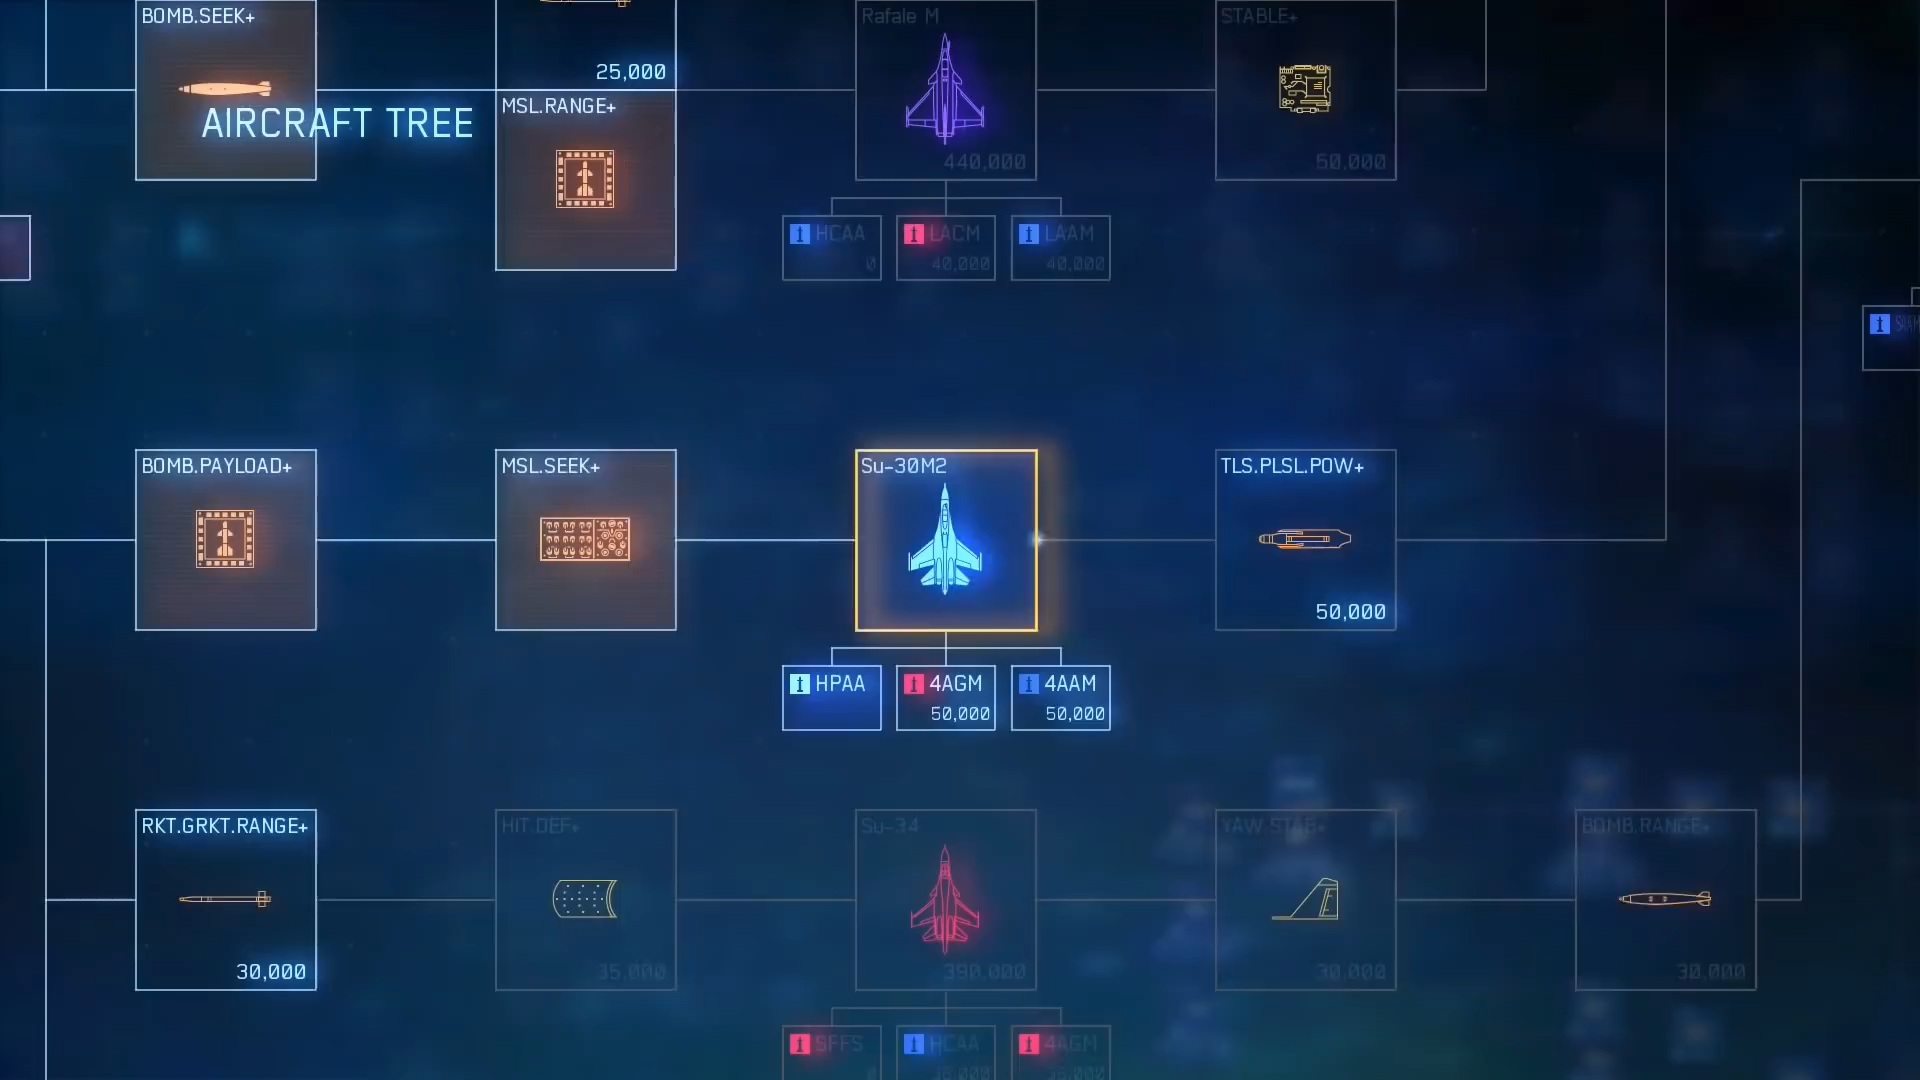 BOMB.SEEK+
Rafale M
STABLE+
25,000
AIRCRAFT TREE
MSL.RANGE+
440,000
50,000
HCAA
LACM
LAAM
0
40,000
40,000
BOMB.PAYLOAD+
MSL.SEEK+
Su-30M2
TLS.PLSL.POW+
50,000
HPAA
4AGM
4AAM
50,000
50,000
RKT.GRKT.RANGE+
HIT.DEF+
Su-34
YAW.STAB+
BOMB.RANGE+
30,000
35,000
390,000
30,000
30,000
SFFS
HCAA
4AGM
0